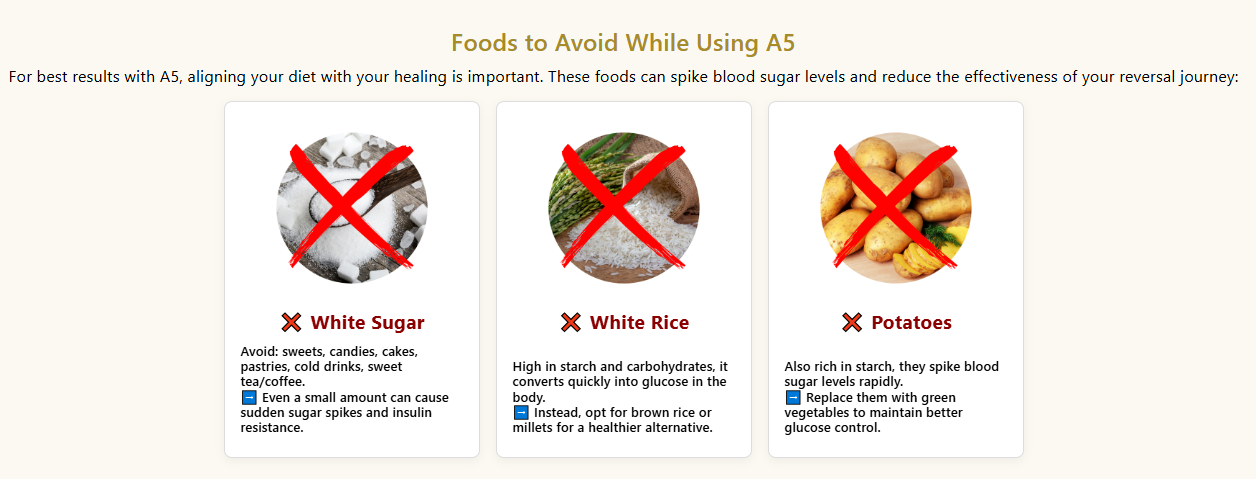 Foods to Avoid While Using A5
For best results with A5, aligning your diet with your healing is important. These foods can spike blood sugar levels and reduce the effectiveness of your reversal journey:
❌ White Sugar
Avoid: sweets, candies, cakes,
pastries, cold drinks, sweet
tea/coffee.
➡️ Even a small amount can cause
sudden sugar spikes and insulin
resistance.
❌ White Rice
High in starch and carbohydrates, it
converts quickly into glucose in the
body.
➡️ Instead, opt for brown rice or
millets for a healthier alternative.
❌ Potatoes
Also rich in starch, they spike blood
sugar levels rapidly.
➡️ Replace them with green
vegetables to maintain better
glucose control.